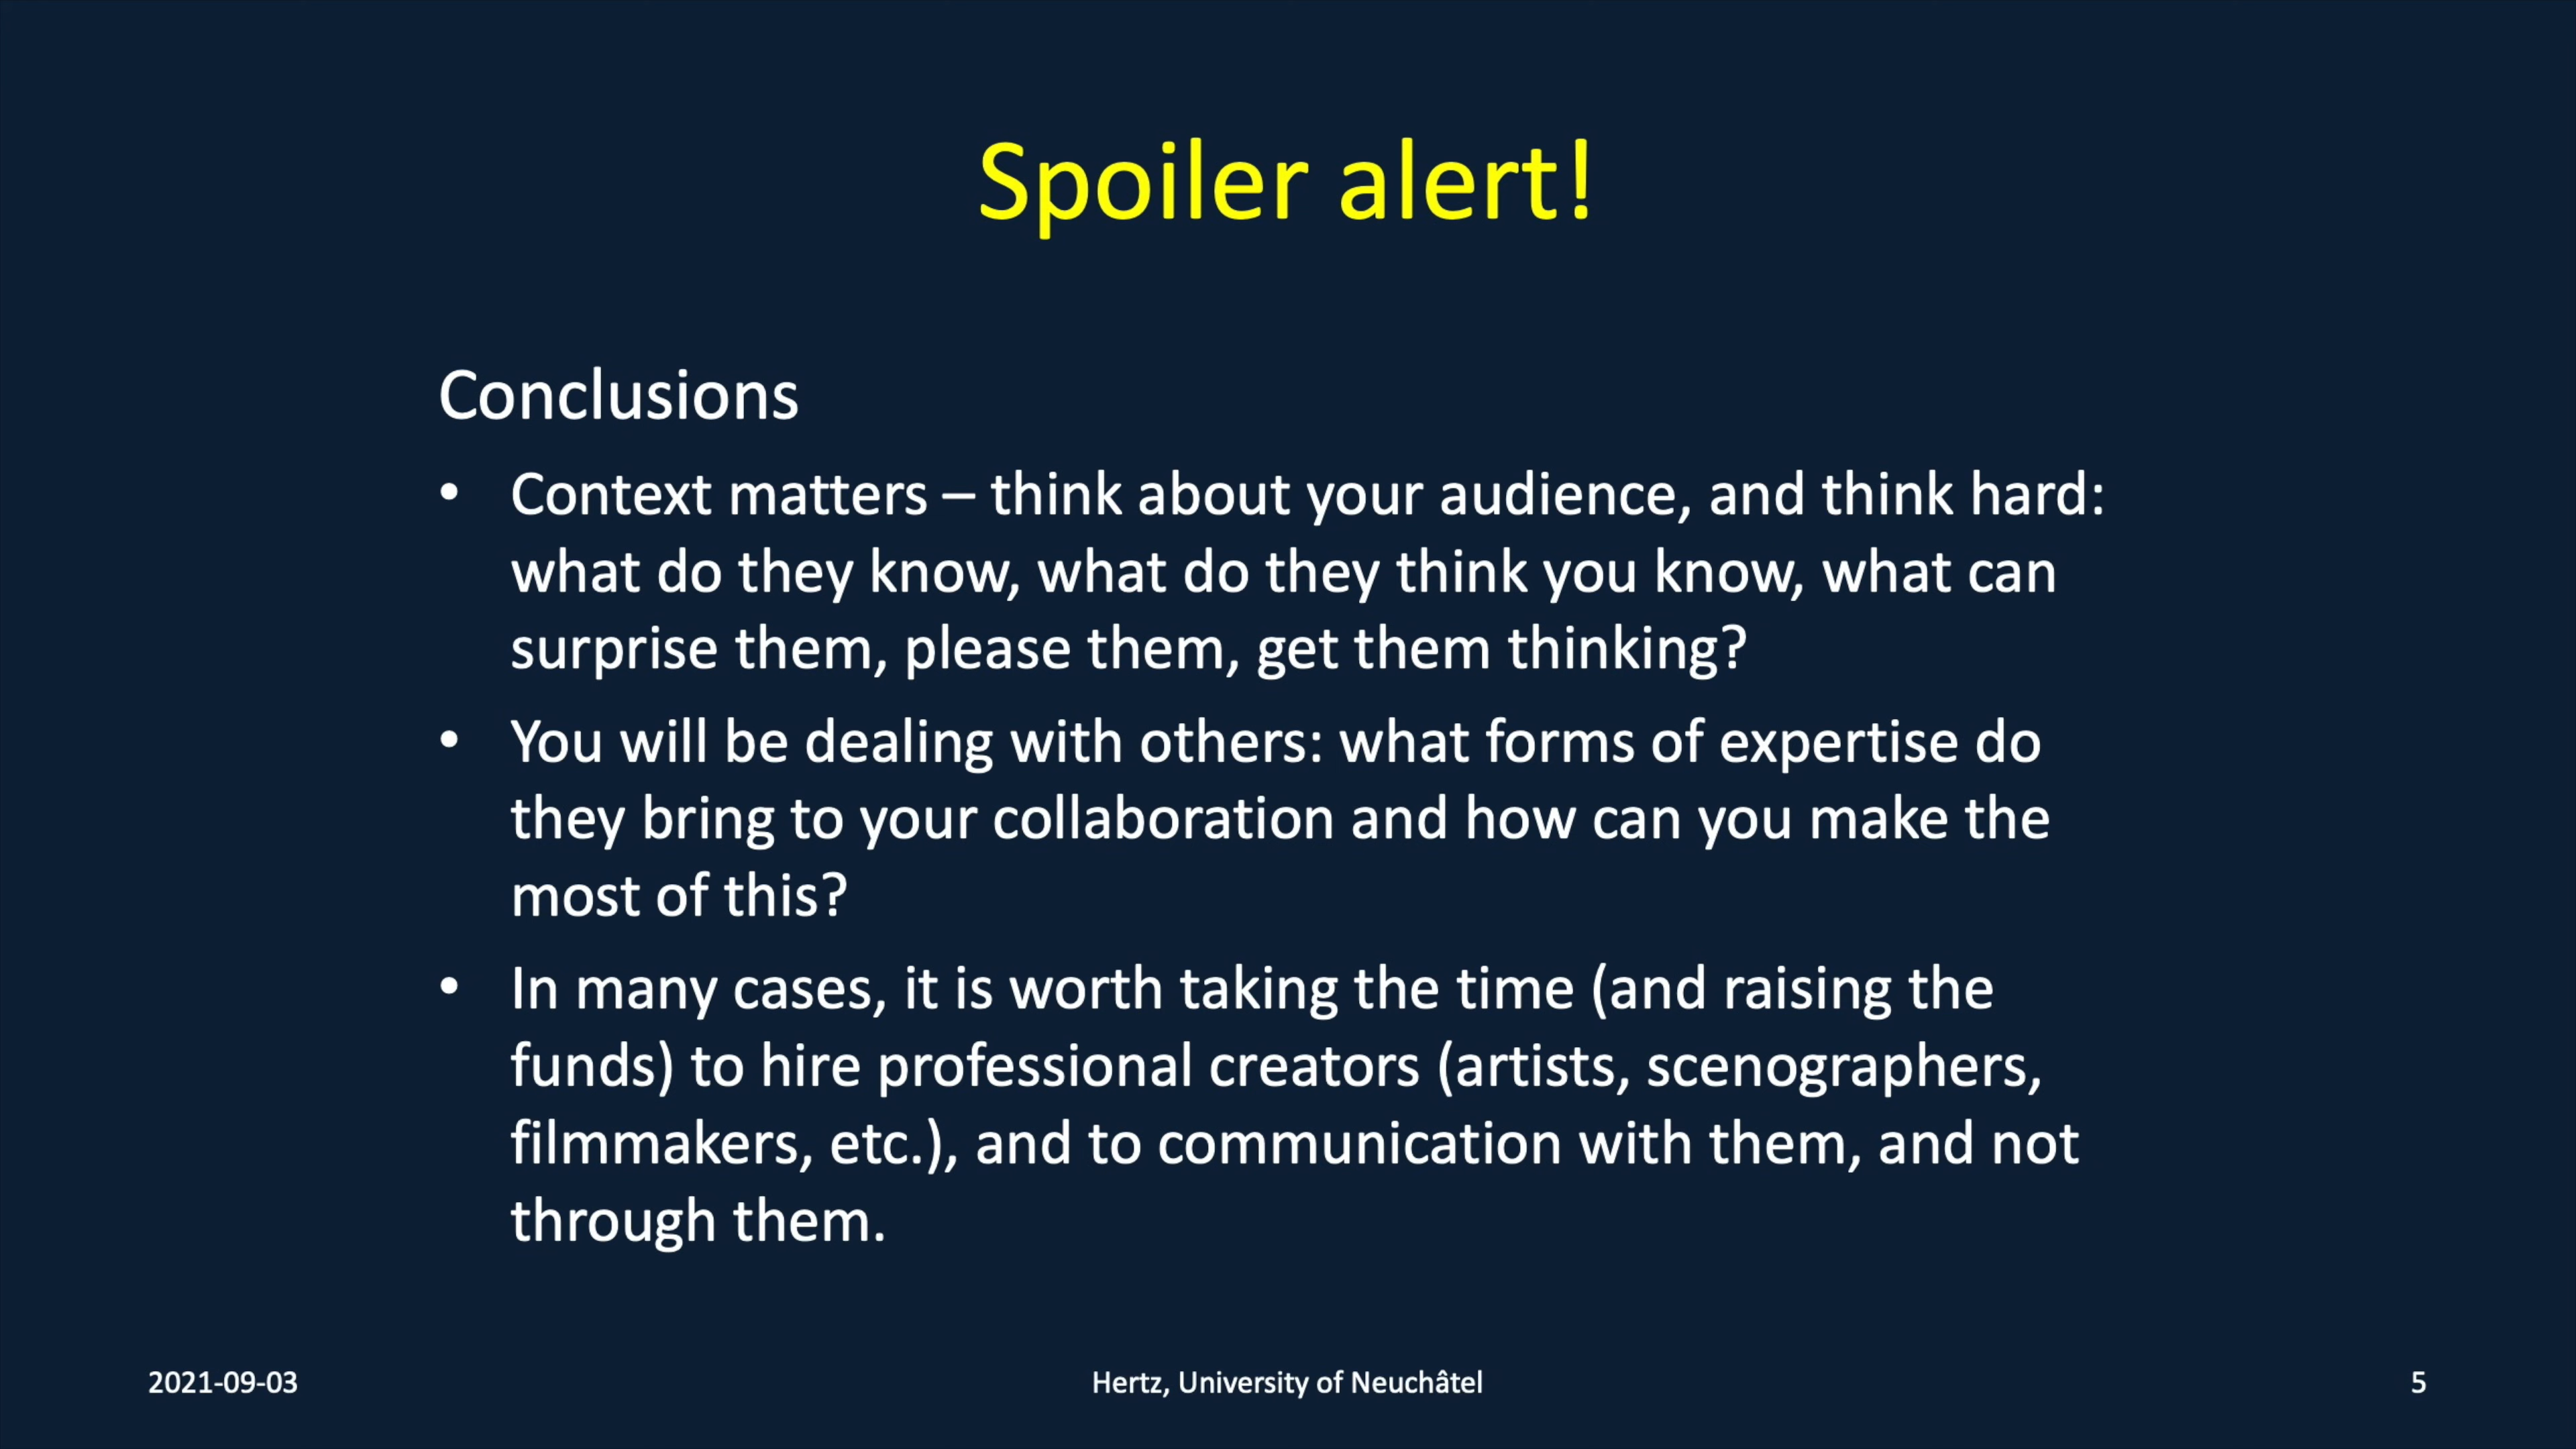 Spoiler alert!
Conclusions
• Context matters – think about your audience, and think hard:
what do they know, what do they think you know, what can
surprise them, please them, get them thinking?
• You will be dealing with others: what forms of expertise do
they bring to your collaboration and how can you make the
most of this?
• In many cases, it is worth taking the time (and raising the
funds) to hire professional creators (artists, scenographers,
filmmakers, etc.), and to communication with them, and not
through them.
2021-09-03
Hertz, University of Neuchâtel
5